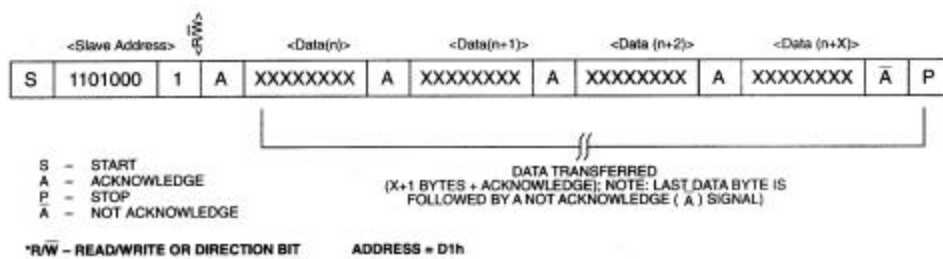 <R/W̅>
<Slave Address> <Data(n)> <Data(n+1)> <Data (n+2)> <Data (n+X)>
S 1101000 1 A XXXXXXXX A XXXXXXXX A XXXXXXXX A XXXXXXXX A̅ P
S – START
A – ACKNOWLEDGE
P – STOP
A̅ – NOT ACKNOWLEDGE
DATA TRANSFERRED
(X+1 BYTES + ACKNOWLEDGE); NOTE: LAST DATA BYTE IS
FOLLOWED BY A NOT ACKNOWLEDGE ( A̅ ) SIGNAL)
*R/W̅ – READ/WRITE OR DIRECTION BIT ADDRESS = D1h